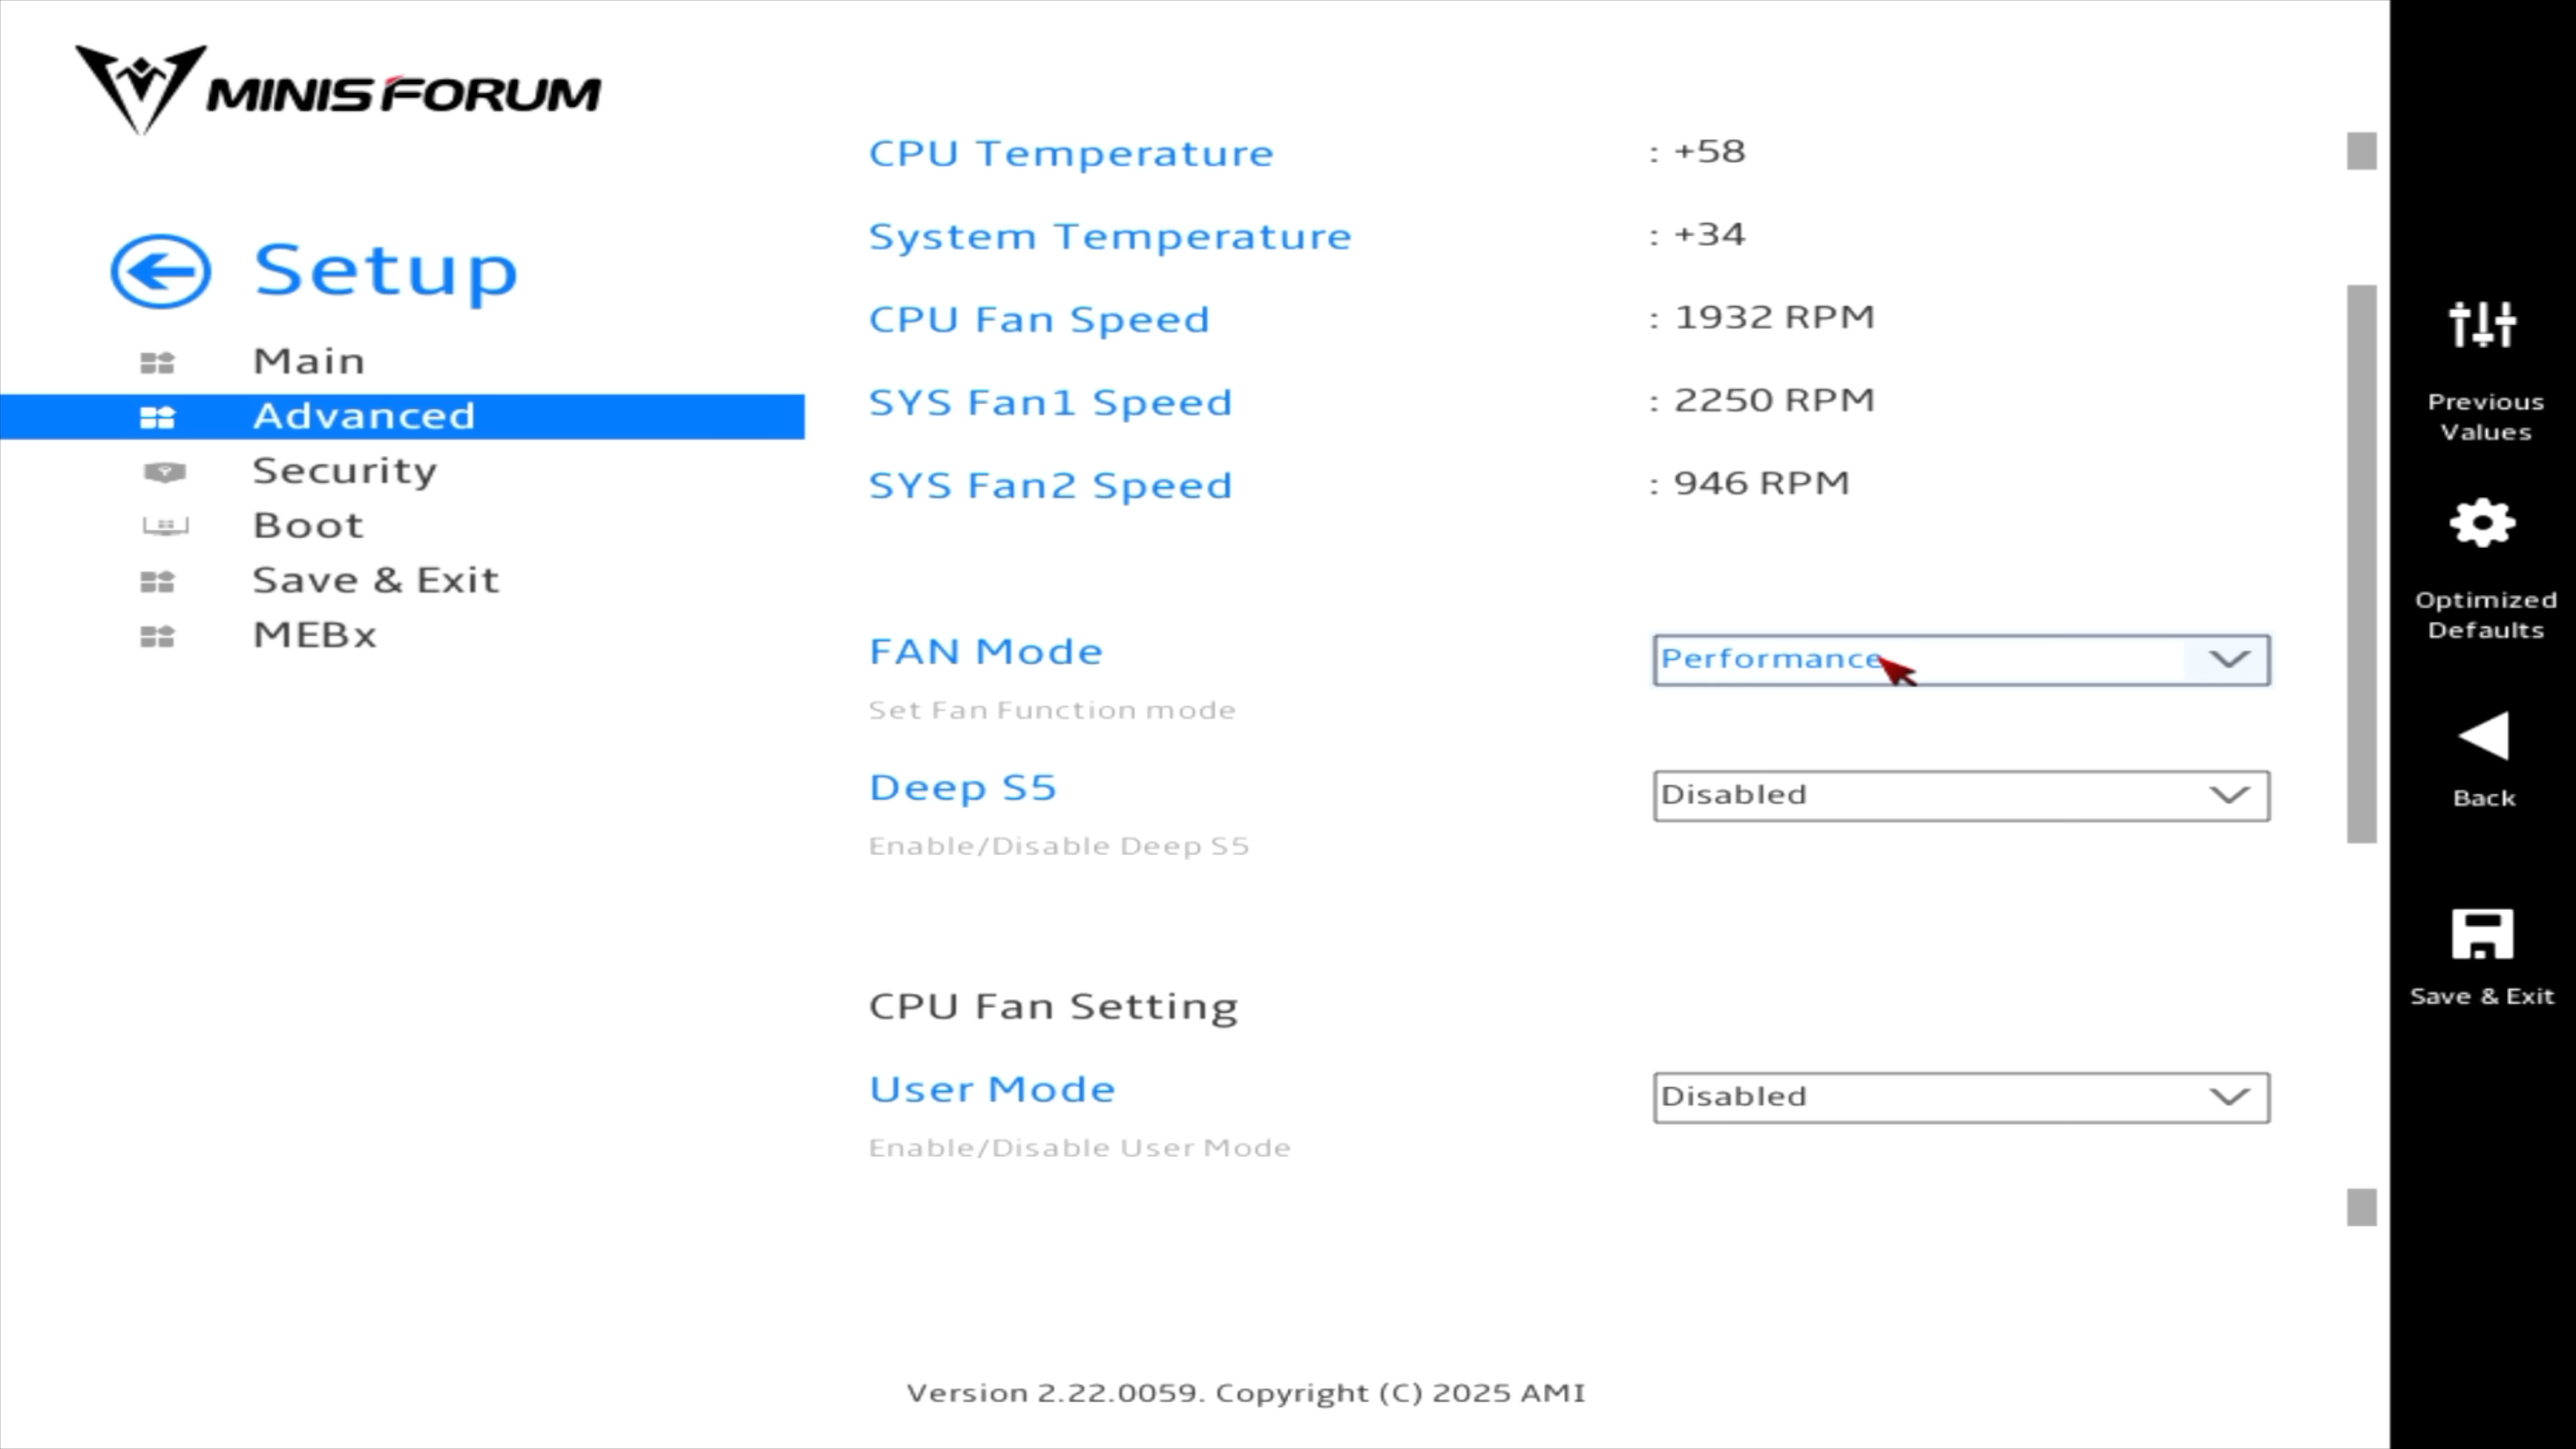 MINISFORUM
Setup
Main
Advanced
Security
Boot
Save & Exit
MEBx
CPU Temperature : +58
System Temperature : +34
CPU Fan Speed : 1932 RPM
SYS Fan1 Speed : 2250 RPM
SYS Fan2 Speed : 946 RPM
FAN Mode Performance
Set Fan Function mode
Deep S5 Disabled
Enable/Disable Deep S5
CPU Fan Setting
User Mode Disabled
Enable/Disable User Mode
Previous
Values
Optimized
Defaults
Back
Save & Exit
Version 2.22.0059. Copyright (C) 2025 AMI